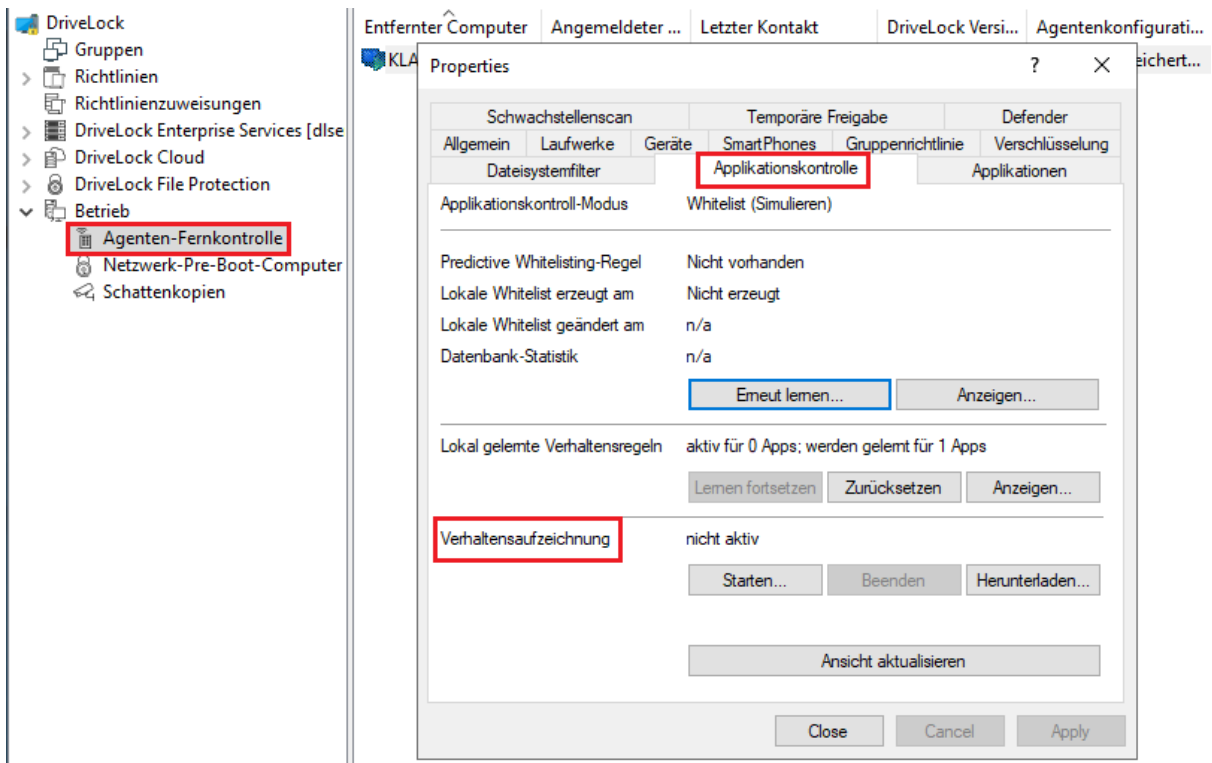 DriveLock
Gruppen
Richtlinien
Richtlinienzuweisungen
DriveLock Enterprise Services [dlse
DriveLock Cloud
DriveLock File Protection
Betrieb
Agenten-Fernkontrolle
Netzwerk-Pre-Boot-Computer
Schattenkopien
Entfernter Computer Angemeldeter ... Letzter Kontakt DriveLock Versi... Agentenkonfigurati...
KLA eichert...
Properties ?
Schwachstellenscan Temporäre Freigabe Defender
Allgemein Laufwerke Geräte SmartPhones Gruppenrichtlinie Verschlüsselung
Dateisystemfilter Applikationskontrolle Applikationen
Applikationskontroll-Modus Whitelist (Simulieren)
Predictive Whitelisting-Regel Nicht vorhanden
Lokale Whitelist erzeugt am Nicht erzeugt
Lokale Whitelist geändert am n/a
Datenbank-Statistik n/a
Erneut lernen... Anzeigen...
Lokal gelernte Verhaltensregeln aktiv für 0 Apps; werden gelernt für 1 Apps
Lernen fortsetzen Zurücksetzen Anzeigen...
Verhaltensaufzeichnung nicht aktiv
Starten... Beenden Herunterladen...
Ansicht aktualisieren
Close Cancel Apply